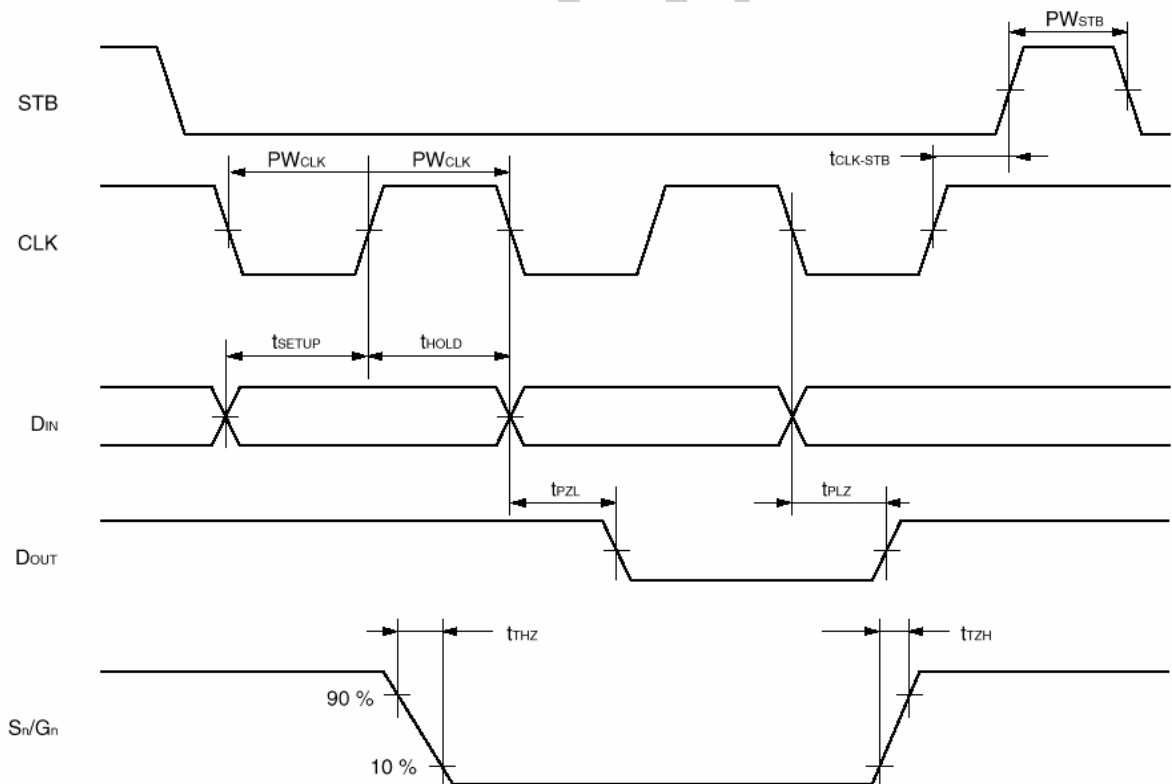 PWSTB
STB
PWCLK PWCLK
tCLK-STB
CLK
tSETUP tHOLD
DIN
tPZL tPLZ
DOUT
tTHZ tTZH
90 %
Sn/Gn
10 %